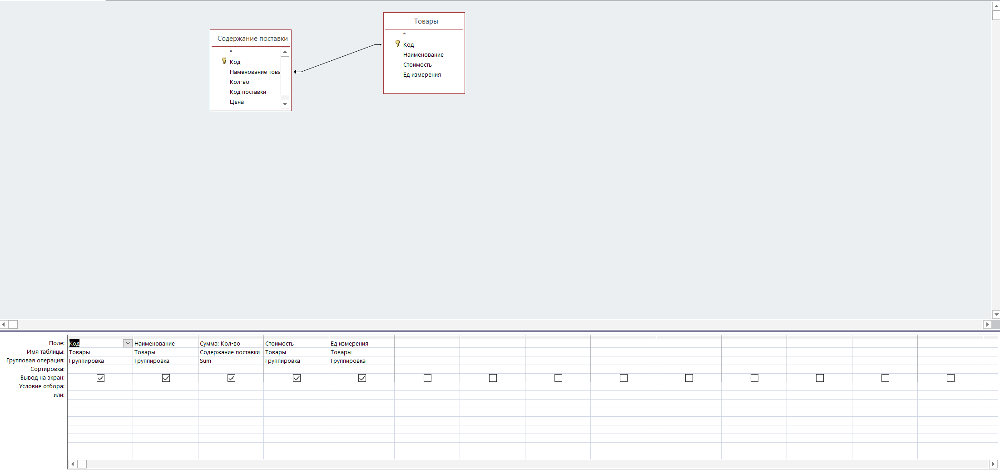 Товары
*
Код
Наименование
Стоимость
Ед измерения
Содержание поставки
*
Код
Наменование това
Кол-во
Код поставки
Цена
Поле: Код Наименование Сумма: Кол-во Стоимость Ед измерения
Имя таблицы: Товары Товары Содержание поставки Товары Товары
Групповая операция: Группировка Группировка Sum Группировка Группировка
Сортировка:
Вывод на экран:
Условие отбора:
или: